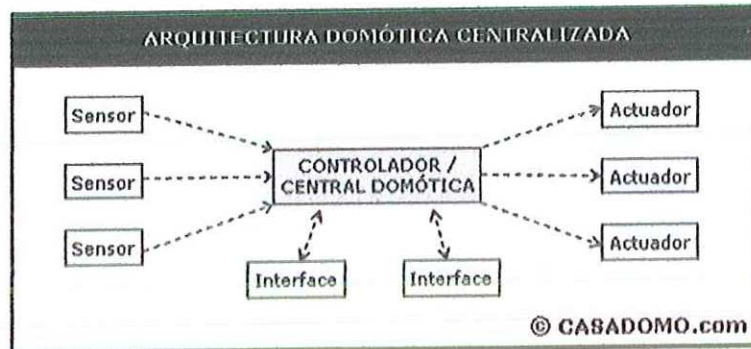 ARQUITECTURA DOMÓTICA CENTRALIZADA
Sensor
Actuador
CONTROLADOR /
CENTRAL DOMÓTICA
Sensor
Actuador
Sensor
Actuador
Interface
Interface
© CASADOMO.com